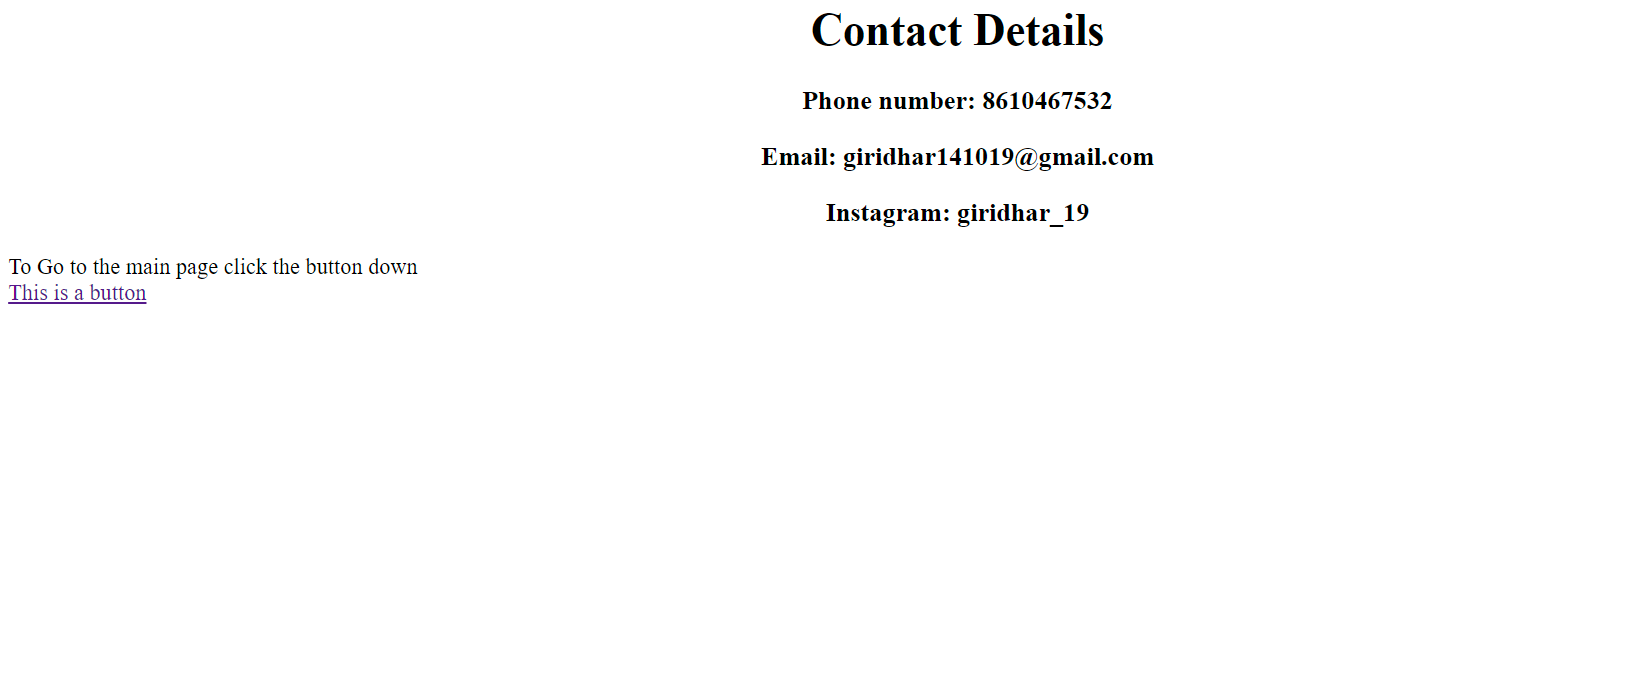 Contact Details
Phone number: 8610467532
Email: giridhar141019@gmail.com
Instagram: giridhar_19
To Go to the main page click the button down
This is a button